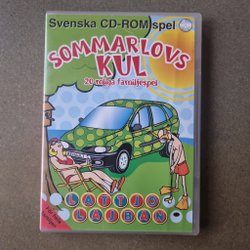 Svenska CD-ROM spel
SOMMARLOVS
KUL
20 roliga familjespel
LATTJO
LAJBAN